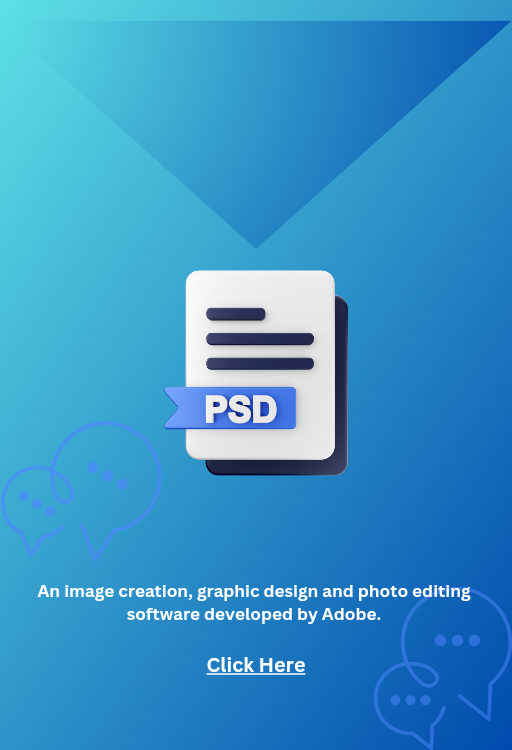 PSD
An image creation, graphic design and photo editing
software developed by Adobe.
Click Here